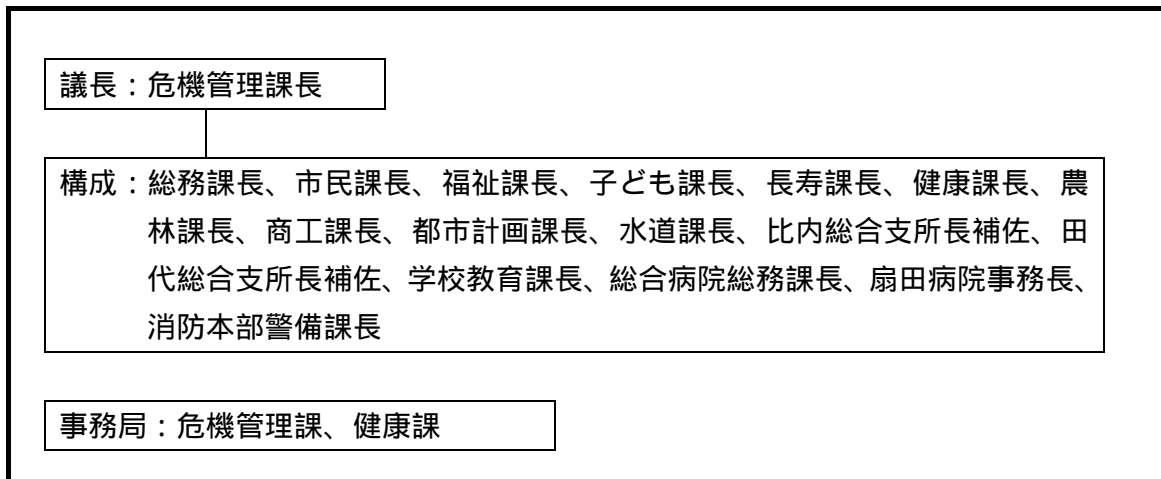 議長:危機管理課長
構成:総務課長、市民課長、福祉課長、子ども課長、長寿課長、健康課長、農
林課長、商工課長、都市計画課長、水道課長、比内総合支所長補佐、田
代総合支所長補佐、学校教育課長、総合病院総務課長、扇田病院事務長、
消防本部警備課長
事務局:危機管理課、健康課